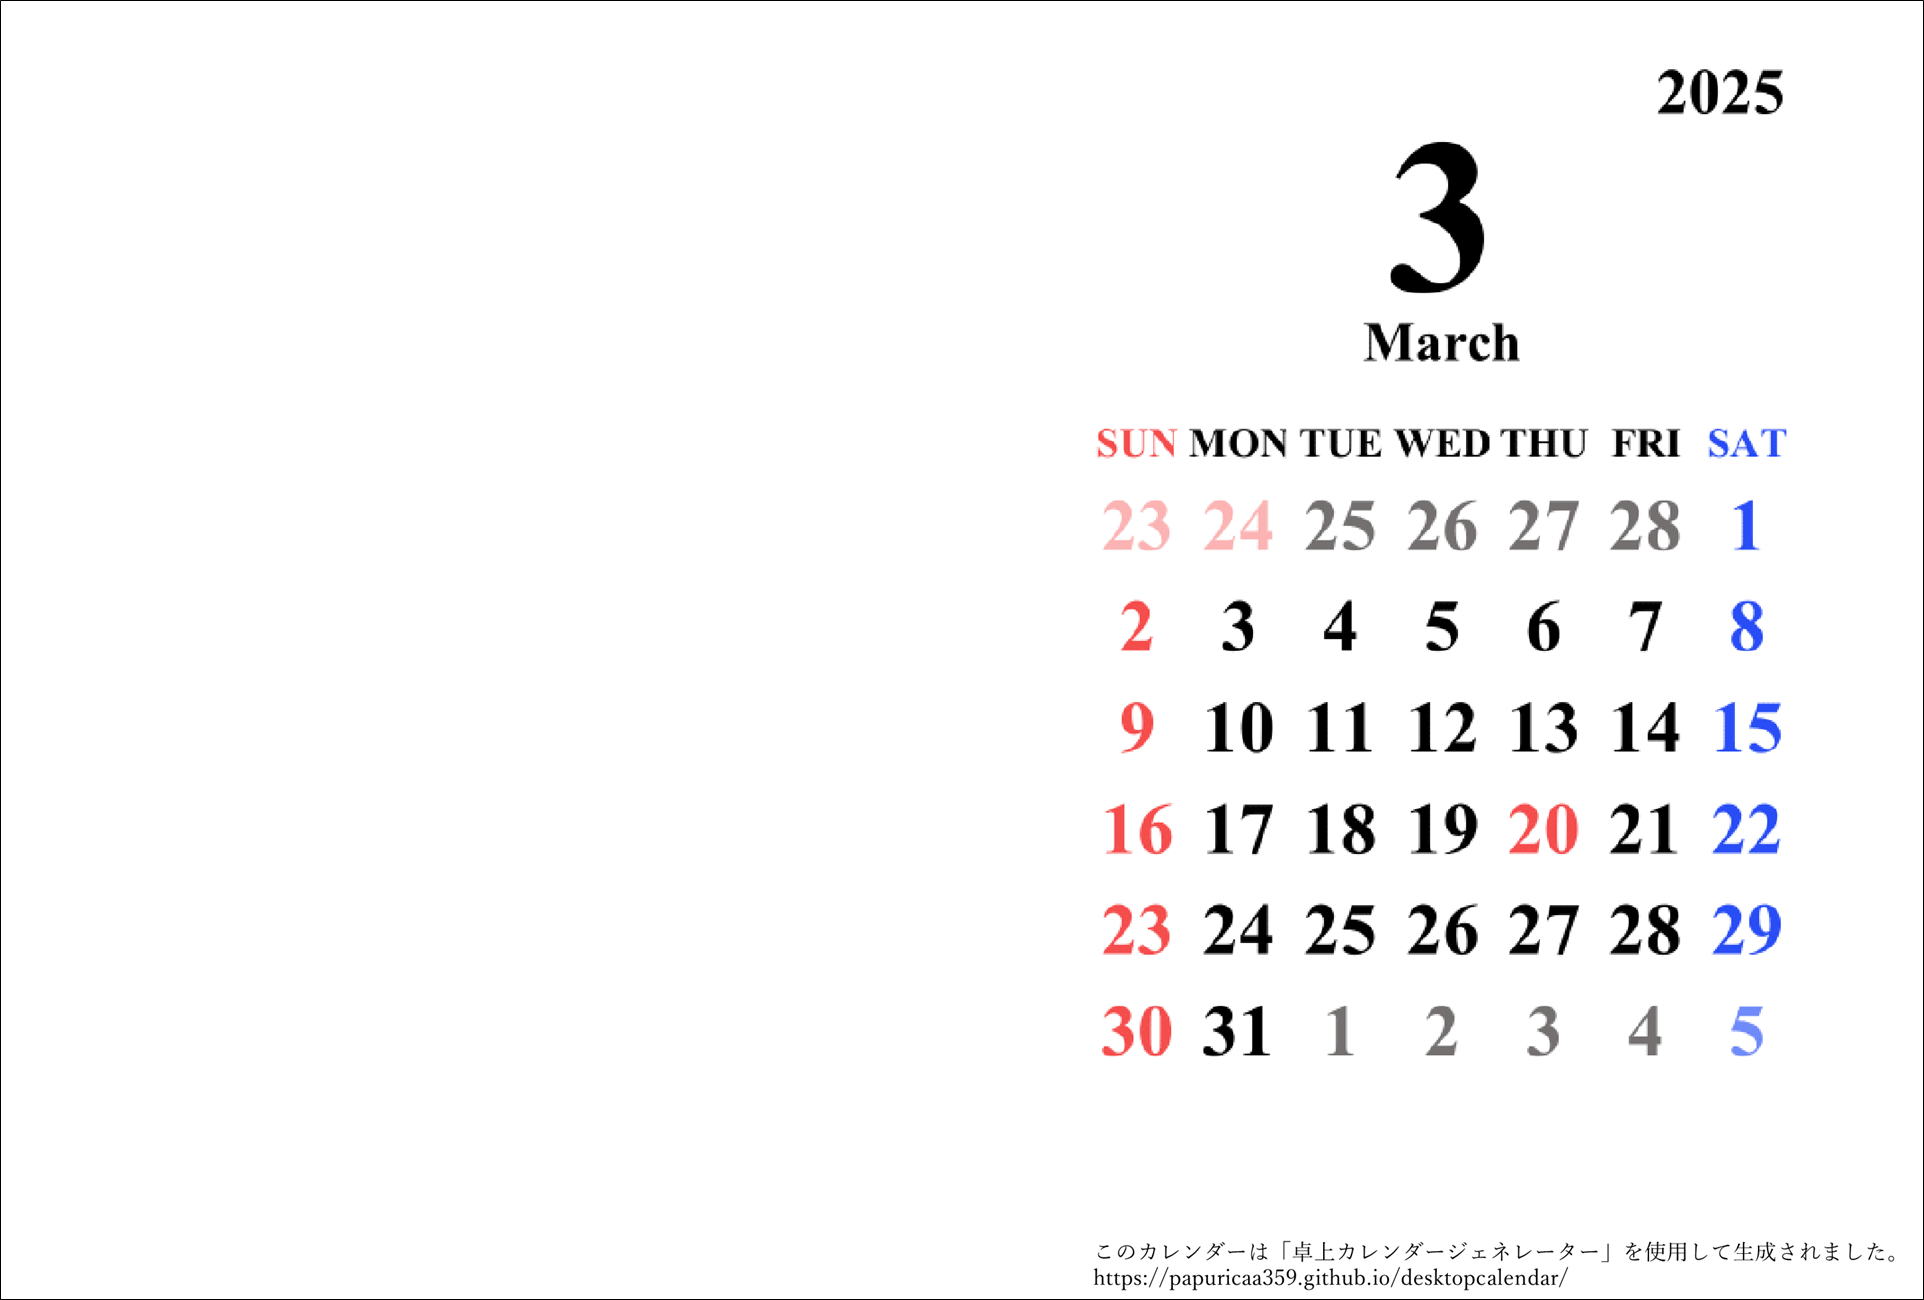 2025
3
March
SUN MON TUE WED THU FRI SAT
23 24 25 26 27 28 1
2 3 4 5 6 7 8
9 10 11 12 13 14 15
16 17 18 19 20 21 22
23 24 25 26 27 28 29
30 31 1 2 3 4 5
このカレンダーは「卓上カレンダージェネレーター」を使用して生成されました。
https://papuricaa359.github.io/desktopcalendar/